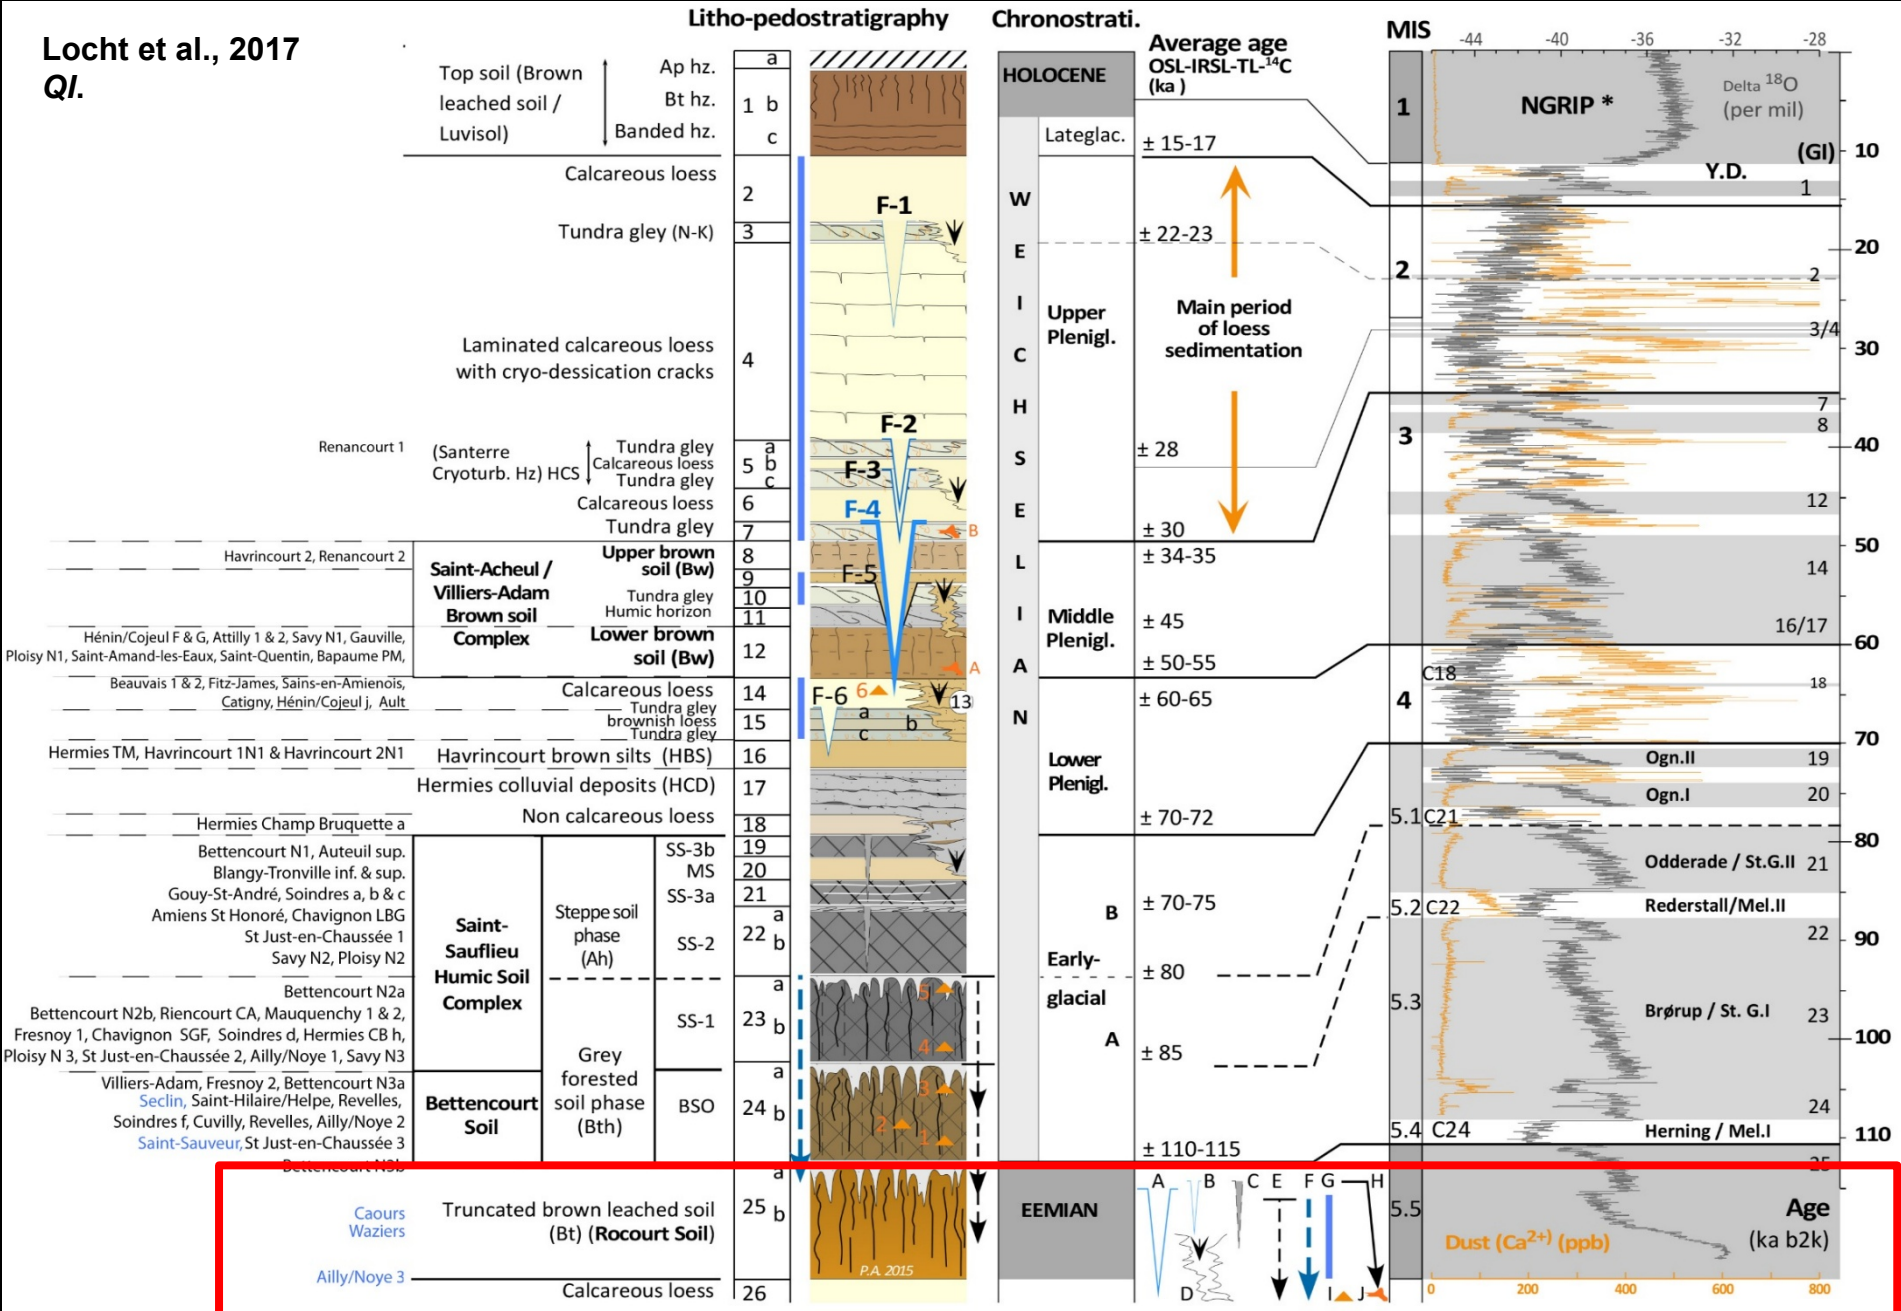 Locht et al., 2017
QI.
Litho-pedostratigraphy
Chronostrati.
Average age
OSL-IRSL-TL-¹⁴C
(ka )
MIS
-44 -40 -36 -32 -28
Top soil (Brown
leached soil /
Luvisol)
Ap hz.
Bt hz.
Banded hz.
a
1 b
c
HOLOCENE
1
NGRIP *
Delta ¹⁸O
(per mil)
(GI)
10
Lateglac.
± 15-17
Y.D.
1
Calcareous loess
2
F-1
Tundra gley (N-K)
3
± 22-23
20
2
2
Laminated calcareous loess
with cryo-dessication cracks
4
W
E
I
C
H
S
E
L
I
A
N
Upper
Plenigl.
Main period
of loess
sedimentation
3/4
30
F-2
7
8
3
40
Renancourt 1
(Santerre
Cryoturb. Hz) HCS
Tundra gley
Calcareous loess
Tundra gley
a
5 b
c
F-3
± 28
Calcareous loess
6
F-4
12
Tundra gley
7
B
± 30
50
Havrincourt 2, Renancourt 2
Saint-Acheul /
Villiers-Adam
Brown soil
Complex
Upper brown
soil (Bw)
8
± 34-35
9
F-5
14
Tundra gley
10
Humic horizon
11
Middle
Plenigl.
± 45
16/17
Hénin/Cojeul F & G, Attilly 1 & 2, Savy N1, Gauville,
Ploisy N1, Saint-Amand-les-Eaux, Saint-Quentin, Bapaume PM,
Lower brown
soil (Bw)
12
A
± 50-55
60
Beauvais 1 & 2, Fitz-James, Sains-en-Amienois,
Catigny, Hénin/Cojeul j, Ault
Calcareous loess
14
F-6
6
13
± 60-65
C18
18
4
Tundra gley
brownish loess
Tundra gley
15
a
b
c
Hermies TM, Havrincourt 1N1 & Havrincourt 2N1
Havrincourt brown silts (HBS)
16
70
Lower
Plenigl.
Ogn.II
19
Hermies colluvial deposits (HCD)
17
Ogn.I
20
Hermies Champ Bruquette a
Non calcareous loess
18
± 70-72
5.1 C21
80
Bettencourt N1, Auteuil sup.
Blangy-Tronville inf. & sup.
Gouy-St-André, Soindres a, b & c
Amiens St Honoré, Chavignon LBG
St Just-en-Chaussée 1
Savy N2, Ploisy N2
Saint-
Sauflieu
Humic Soil
Complex
Steppe soil
phase
(Ah)
SS-3b
MS
SS-3a
SS-2
19
20
21
a
22 b
B
± 70-75
Odderade / St.G.II
21
5.2 C22
Rederstall/Mel.II
22
90
Early-
glacial
± 80
Bettencourt N2a
Bettencourt N2b, Riencourt CA, Mauquenchy 1 & 2,
Fresnoy 1, Chavignon SGF, Soindres d, Hermies CB h,
Ploisy N 3, St Just-en-Chaussée 2, Ailly/Noye 1, Savy N3
SS-1
a
23 b
5
4
A
± 85
5.3
Brørup / St. G.I
23
100
Grey
forested
soil phase
(Bth)
Villiers-Adam, Fresnoy 2, Bettencourt N3a
Seclin, Saint-Hilaire/Helpe, Revelles,
Soindres f, Cuvilly, Revelles, Ailly/Noye 2
Saint-Sauveur, St Just-en-Chaussée 3
Bettencourt N3b
Bettencourt
Soil
BSO
a
24 b
3
2
1
24
5.4 C24
Herning / Mel.I
110
± 110-115
25
Caours
Waziers
Truncated brown leached soil
(Bt) (Rocourt Soil)
a
25 b
P.A. 2015
EEMIAN
A B C E F G H
D I J
5.5
Age
(ka b2k)
Dust (Ca²⁺) (ppb)
Ailly/Noye 3
Calcareous loess
26
0 200 400 600 800